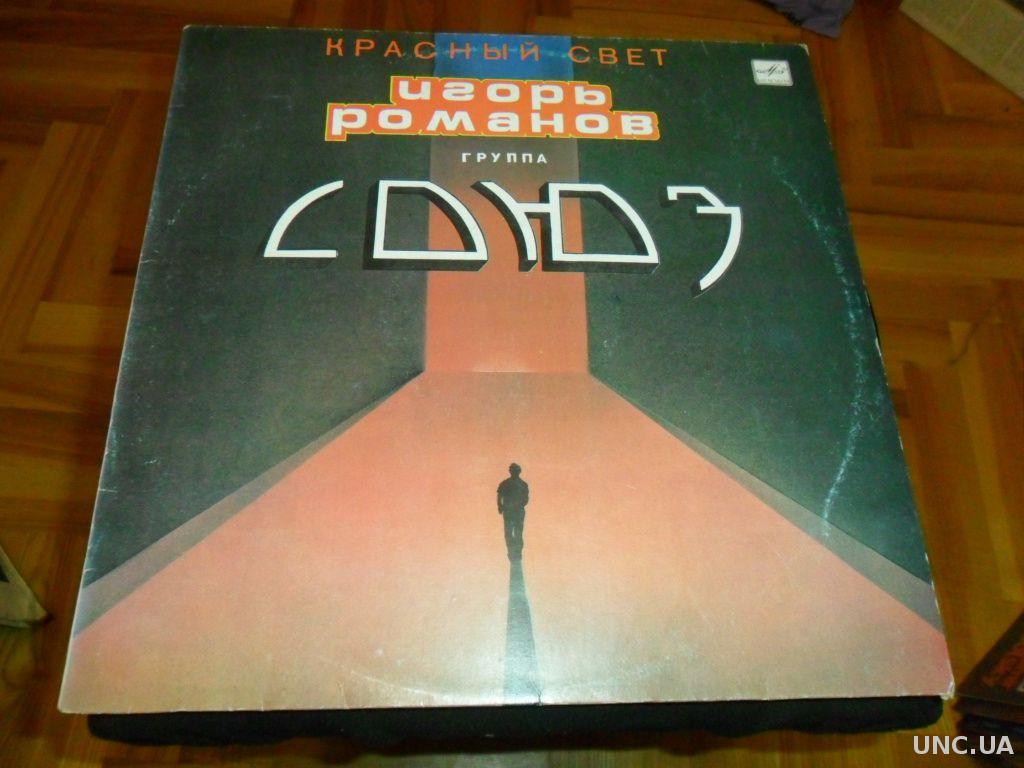 КРАСНЫЙ СВЕТ
игорь
романов
ГРУППА
СОЮЗ
UNC.UA